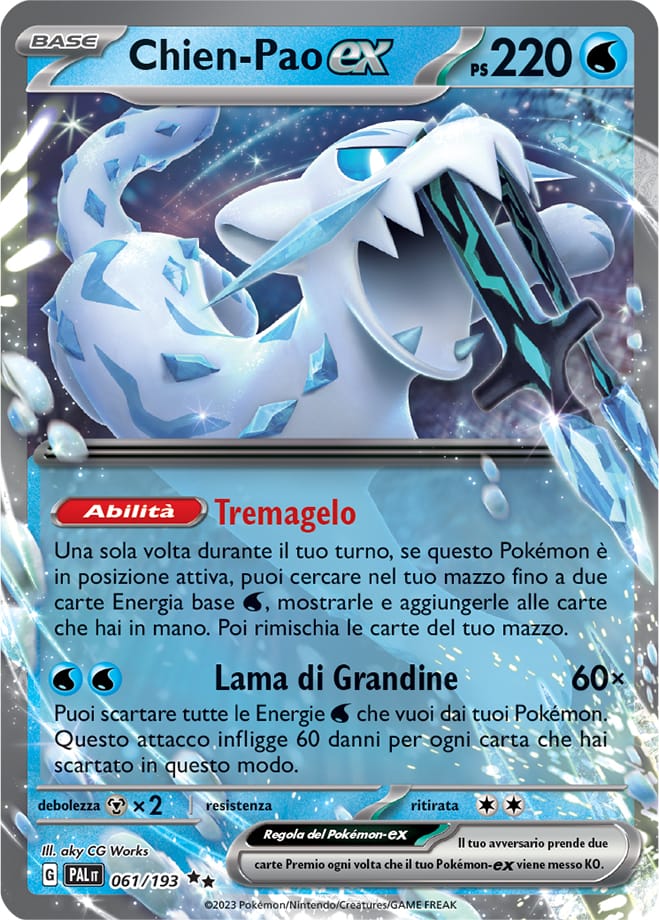 BASE
Chien-Pao ex
PS 220
Abilità Tremagelo
Una sola volta durante il tuo turno, se questo Pokémon è
in posizione attiva, puoi cercare nel tuo mazzo fino a due
carte Energia base , mostrarle e aggiungerle alle carte
che hai in mano. Poi rimischia le carte del tuo mazzo.
Lama di Grandine 60×
Puoi scartare tutte le Energie che vuoi dai tuoi Pokémon.
Questo attacco infligge 60 danni per ogni carta che hai
scartato in questo modo.
debolezza ×2 resistenza ritirata
Regola del Pokémon-ex
Il tuo avversario prende due
carte Premio ogni volta che il tuo Pokémon-ex viene messo KO.
Ill. aky CG Works
G PAL IT 061/193
©2023 Pokémon/Nintendo/Creatures/GAME FREAK